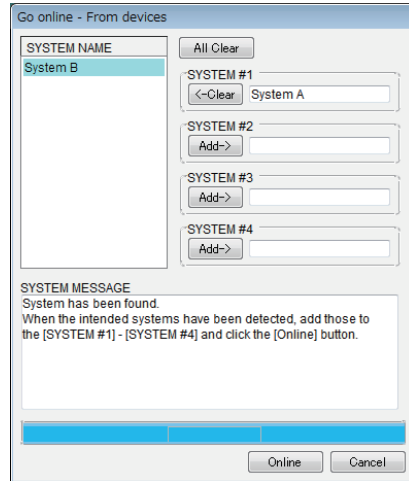 Go online - From devices
SYSTEM NAME
All Clear
System B
SYSTEM #1
<-Clear
System A
SYSTEM #2
Add->
SYSTEM #3
Add->
SYSTEM #4
Add->
SYSTEM MESSAGE
System has been found.
When the intended systems have been detected, add those to
the [SYSTEM #1] - [SYSTEM #4] and click the [Online] button.
Online
Cancel